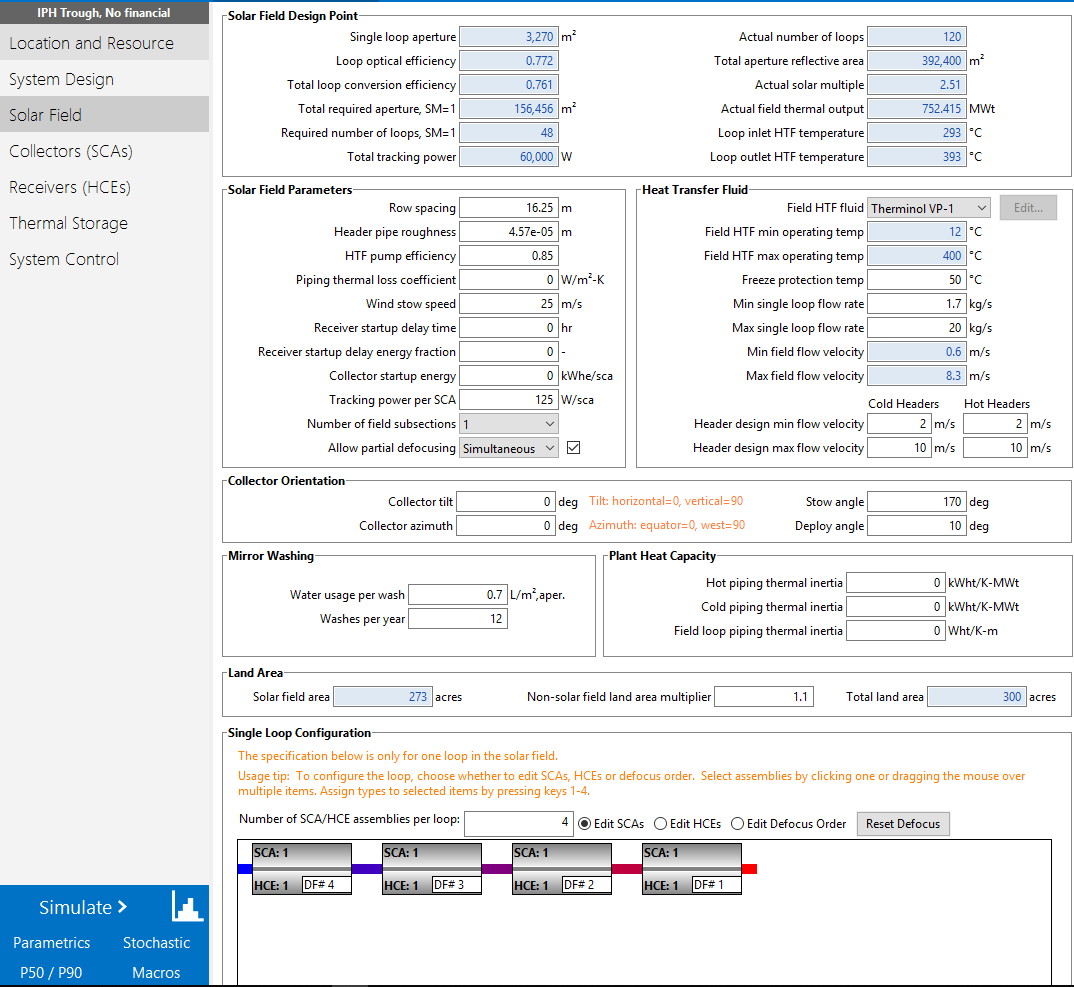 IPH Trough, No financial
Location and Resource
System Design
Solar Field
Collectors (SCAs)
Receivers (HCEs)
Thermal Storage
System Control
Simulate >
Parametrics Stochastic
P50 / P90 Macros
Solar Field Design Point
Single loop aperture 3,270 m² Actual number of loops 120
Loop optical efficiency 0.772 Total aperture reflective area 392,400 m²
Total loop conversion efficiency 0.761 Actual solar multiple 2.51
Total required aperture, SM=1 156,456 m² Actual field thermal output 752.415 MWt
Required number of loops, SM=1 48 Loop inlet HTF temperature 293 °C
Total tracking power 60,000 W Loop outlet HTF temperature 393 °C
Solar Field Parameters
Row spacing 16.25 m
Header pipe roughness 4.57e-05 m
HTF pump efficiency 0.85
Piping thermal loss coefficient 0 W/m²-K
Wind stow speed 25 m/s
Receiver startup delay time 0 hr
Receiver startup delay energy fraction 0 -
Collector startup energy 0 kWhe/sca
Tracking power per SCA 125 W/sca
Number of field subsections 1
Allow partial defocusing Simultaneous
Heat Transfer Fluid
Field HTF fluid Therminol VP-1 Edit...
Field HTF min operating temp 12 °C
Field HTF max operating temp 400 °C
Freeze protection temp 50 °C
Min single loop flow rate 1.7 kg/s
Max single loop flow rate 20 kg/s
Min field flow velocity 0.6 m/s
Max field flow velocity 8.3 m/s
Cold Headers Hot Headers
Header design min flow velocity 2 m/s 2 m/s
Header design max flow velocity 10 m/s 10 m/s
Collector Orientation
Collector tilt 0 deg Tilt: horizontal=0, vertical=90 Stow angle 170 deg
Collector azimuth 0 deg Azimuth: equator=0, west=90 Deploy angle 10 deg
Mirror Washing
Water usage per wash 0.7 L/m²,aper.
Washes per year 12
Plant Heat Capacity
Hot piping thermal inertia 0 kWht/K-MWt
Cold piping thermal inertia 0 kWht/K-MWt
Field loop piping thermal inertia 0 Wht/K-m
Land Area
Solar field area 273 acres Non-solar field land area multiplier 1.1 Total land area 300 acres
Single Loop Configuration
The specification below is only for one loop in the solar field.
Usage tip: To configure the loop, choose whether to edit SCAs, HCEs or defocus order. Select assemblies by clicking one or dragging the mouse over
multiple items. Assign types to selected items by pressing keys 1-4.
Number of SCA/HCE assemblies per loop: 4 Edit SCAs Edit HCEs Edit Defocus Order Reset Defocus
SCA: 1 SCA: 1 SCA: 1 SCA: 1
HCE: 1 DF# 4 HCE: 1 DF# 3 HCE: 1 DF# 2 HCE: 1 DF# 1